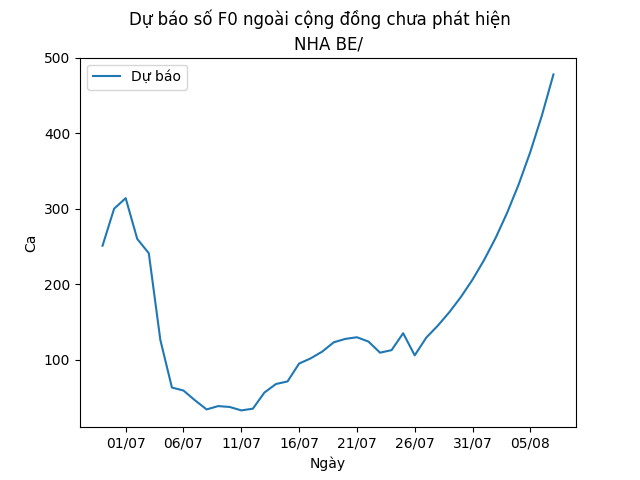 Dự báo số F0 ngoài cộng đồng chưa phát hiện
NHA BE/
Dự báo
500
400
300
200
100
Ca
01/07 06/07 11/07 16/07 21/07 26/07 31/07 05/08
Ngày